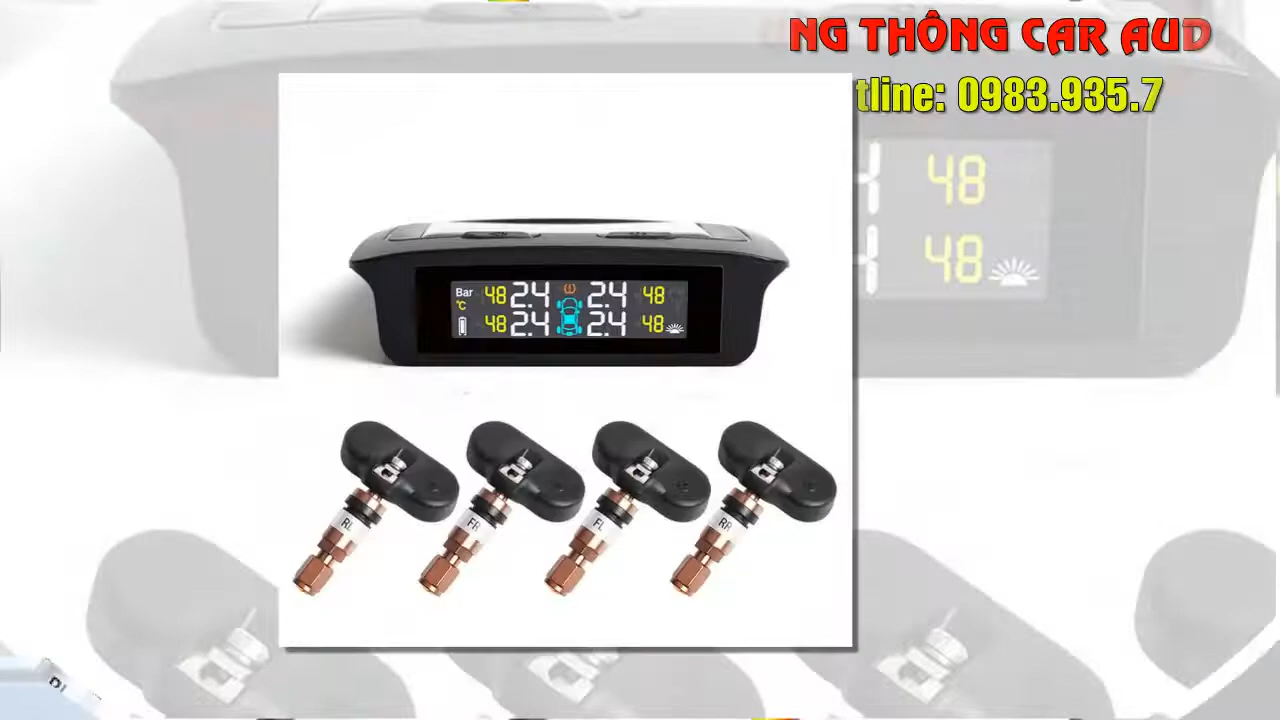 NG THÔNG CAR AUD
tline: 0983.935.7
48
48
Bar 48 2.4 2.4 48
°C
48 2.4 2.4 48
RL FR FL RR